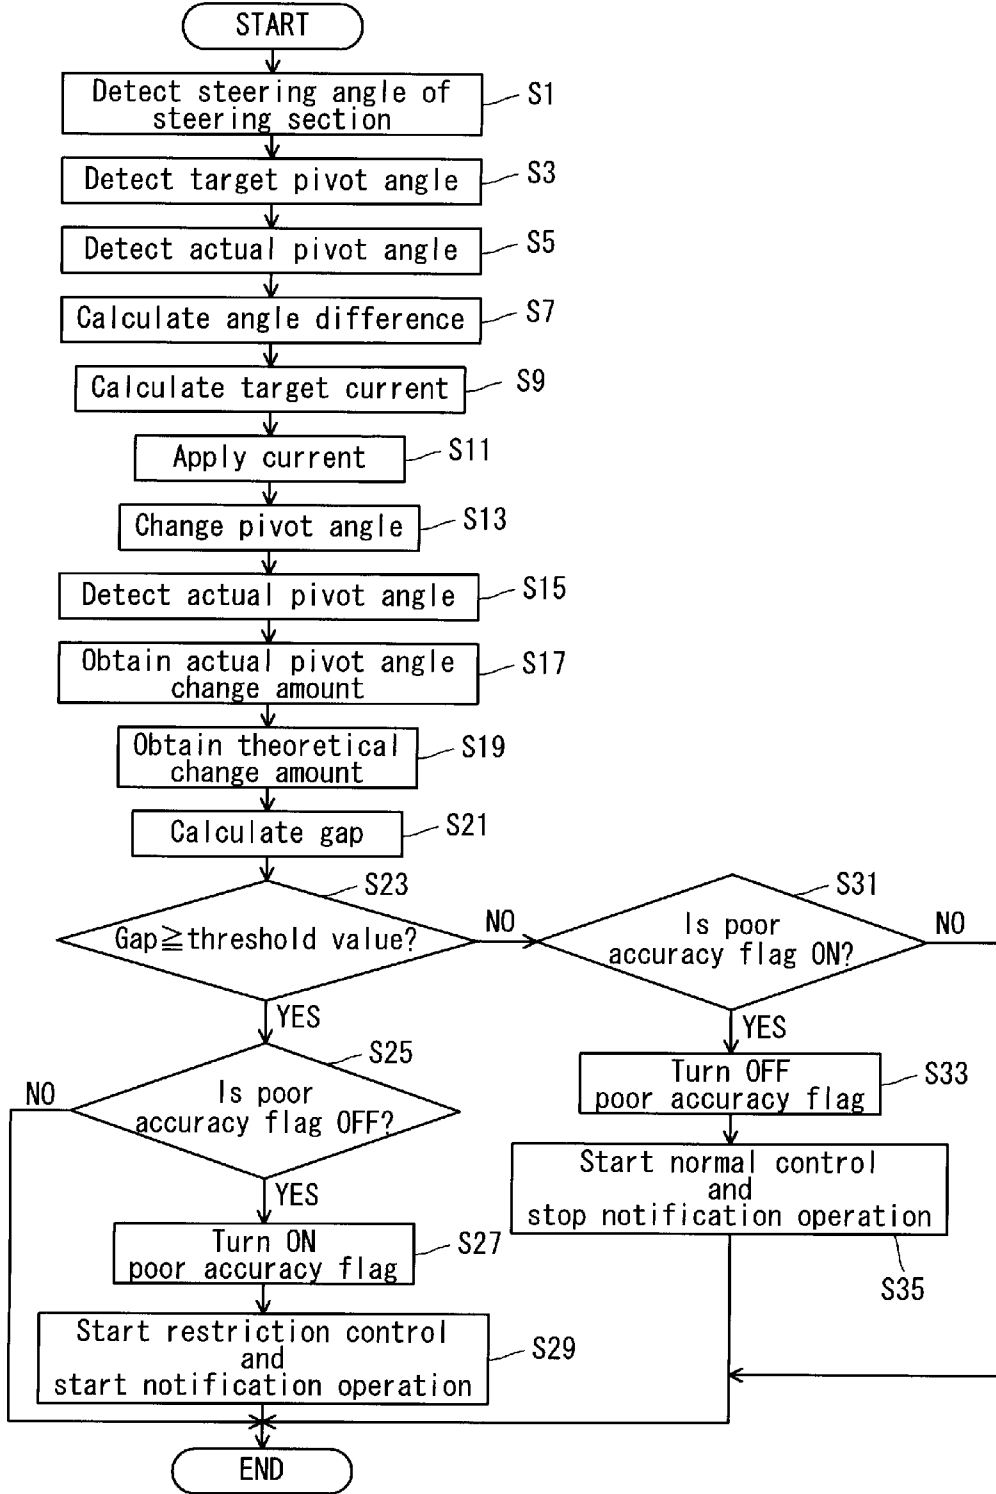 START
Detect steering angle of
steering section
S1
Detect target pivot angle
S3
Detect actual pivot angle
S5
Calculate angle difference
S7
Calculate target current
S9
Apply current
S11
Change pivot angle
S13
Detect actual pivot angle
S15
Obtain actual pivot angle
change amount
S17
Obtain theoretical
change amount
S19
Calculate gap
S21
S23
Gap≧threshold value?
NO
YES
S31
Is poor
accuracy flag ON?
NO
YES
S25
Is poor
accuracy flag OFF?
NO
YES
Turn OFF
poor accuracy flag
S33
Start normal control
and
stop notification operation
S35
Turn ON
poor accuracy flag
S27
Start restriction control
and
start notification operation
S29
END